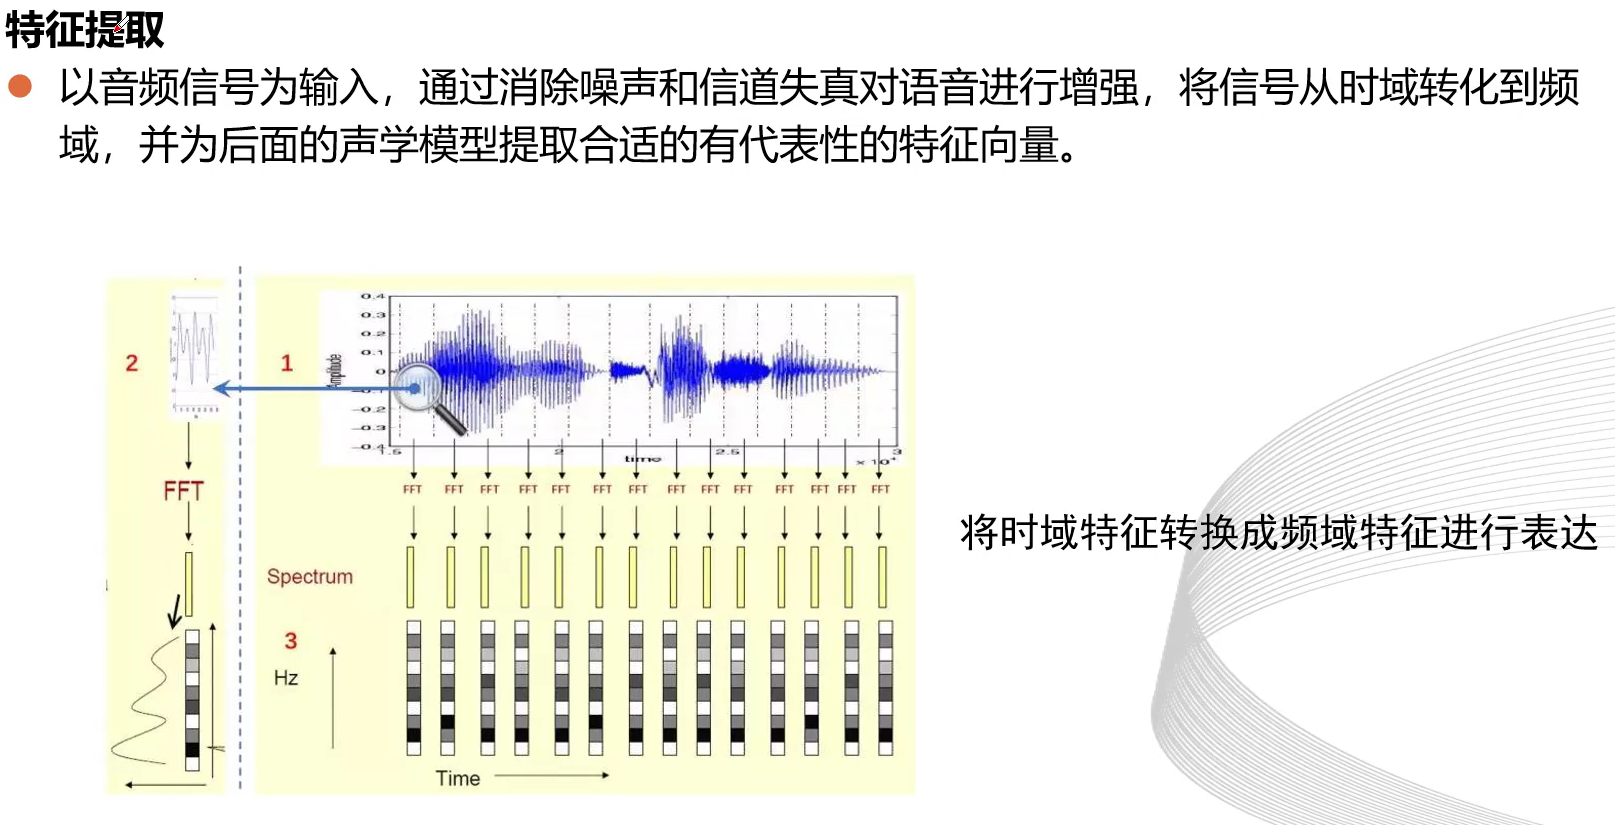 特征提取
以音频信号为输入，通过消除噪声和信道失真对语音进行增强，将信号从时域转化到频
域，并为后面的声学模型提取合适的有代表性的特征向量。
2
1
Amplitude
0.4
0.3
0.2
0.1
0
-0.1
-0.2
-0.3
-0.4
1.5
2
2.5
3
time
× 10⁴
FFT
FFT FFT FFT FFT FFT FFT FFT FFT FFT FFT FFT FFT FFT FFT
将时域特征转换成频域特征进行表达
Spectrum
3
Hz
Time